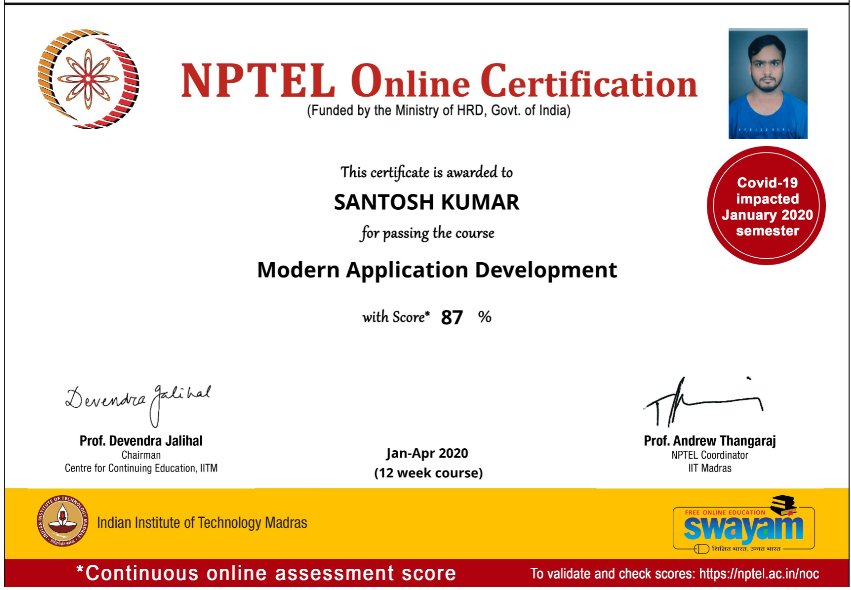 NPTEL Online Certification
(Funded by the Ministry of HRD, Govt. of India)
This certificate is awarded to
SANTOSH KUMAR
for passing the course
Modern Application Development
with Score* 87 %
Covid-19
impacted
January 2020
semester
Devendra Jalihal
Prof. Devendra Jalihal
Chairman
Centre for Continuing Education, IITM
Jan-Apr 2020
(12 week course)
Prof. Andrew Thangaraj
NPTEL Coordinator
IIT Madras
Indian Institute of Technology Madras
FREE ONLINE EDUCATION
swayam
शिक्षित भारत, उन्नत भारत
*Continuous online assessment score
To validate and check scores: https://nptel.ac.in/noc